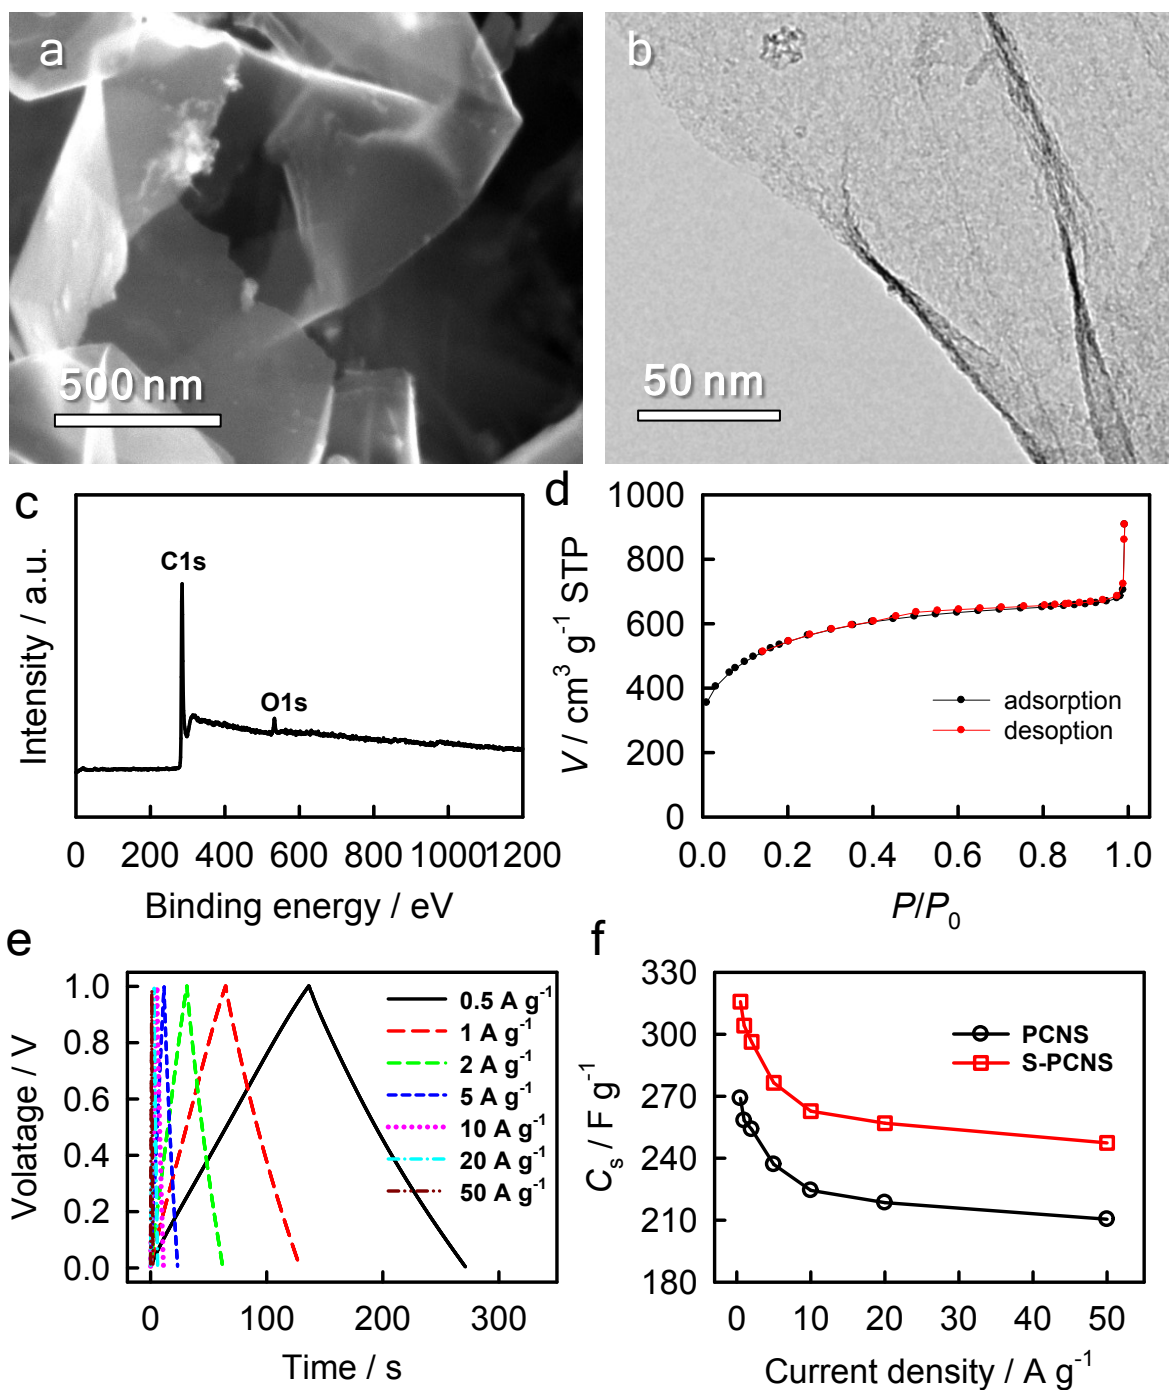 a
500 nm
b
50 nm
c
Intensity / a.u.
C1s
O1s
0 200 400 600 800 1000 1200
Binding energy / eV
d
V / cm³ g⁻¹ STP
1000
800
600
400
200
0
adsorption
desoption
0.0 0.2 0.4 0.6 0.8 1.0
P/P₀
e
Volatage / V
1.0
0.8
0.6
0.4
0.2
0.0
0.5 A g⁻¹
1 A g⁻¹
2 A g⁻¹
5 A g⁻¹
10 A g⁻¹
20 A g⁻¹
50 A g⁻¹
0 100 200 300
Time / s
f
Cₛ / F g⁻¹
330
300
270
240
210
180
PCNS
S-PCNS
0 10 20 30 40 50
Current density / A g⁻¹